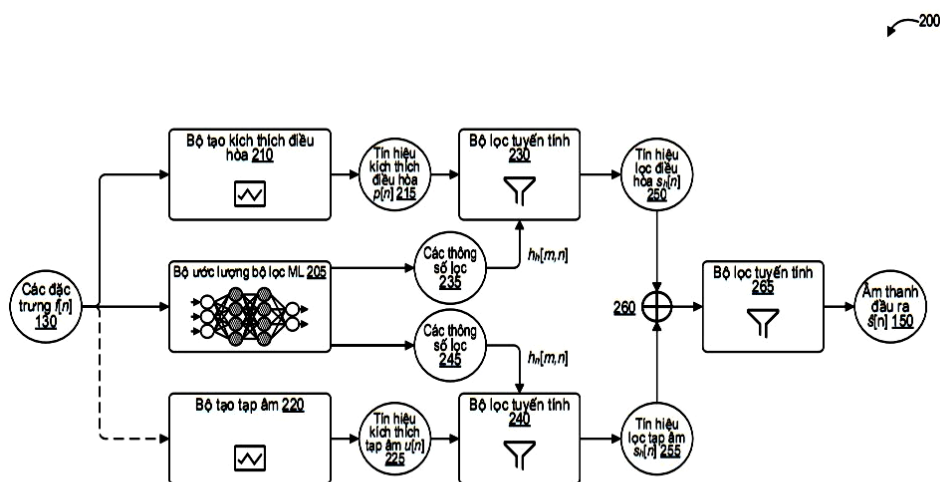 200
Bộ tạo kích thích điều
hòa 210
Tín hiệu
kích thích
điều hòa
p[n] 215
Bộ lọc tuyến tính
230
Tín hiệu
lọc điều
hòa sₕ[n]
250
Các đặc
trưng f[n]
130
Bộ ước lượng bộ lọc ML 205
Các thông
số lọc
235
hₕ[m,n]
Các thông
số lọc
245
hₙ[m,n]
260
Bộ lọc tuyến tính
265
Âm thanh
đầu ra
ŝ[n] 150
Bộ tạo tạp âm 220
Tín hiệu
kích thích
tạp âm u[n]
225
Bộ lọc tuyến tính
240
Tín hiệu
lọc tạp âm
sₙ[n] 255